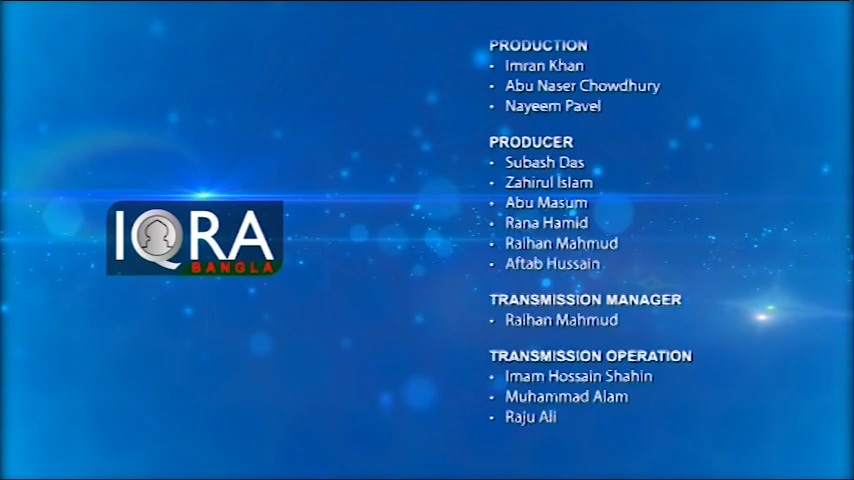 IQRA
BANGLA
PRODUCTION
• Imran Khan
• Abu Naser Chowdhury
• Nayeem Pavel
PRODUCER
• Subash Das
• Zahirul Islam
• Abu Masum
• Rana Hamid
• Raihan Mahmud
• Aftab Hussain
TRANSMISSION MANAGER
• Raihan Mahmud
TRANSMISSION OPERATION
• Imam Hossain Shahin
• Muhammad Alam
• Raju Ali